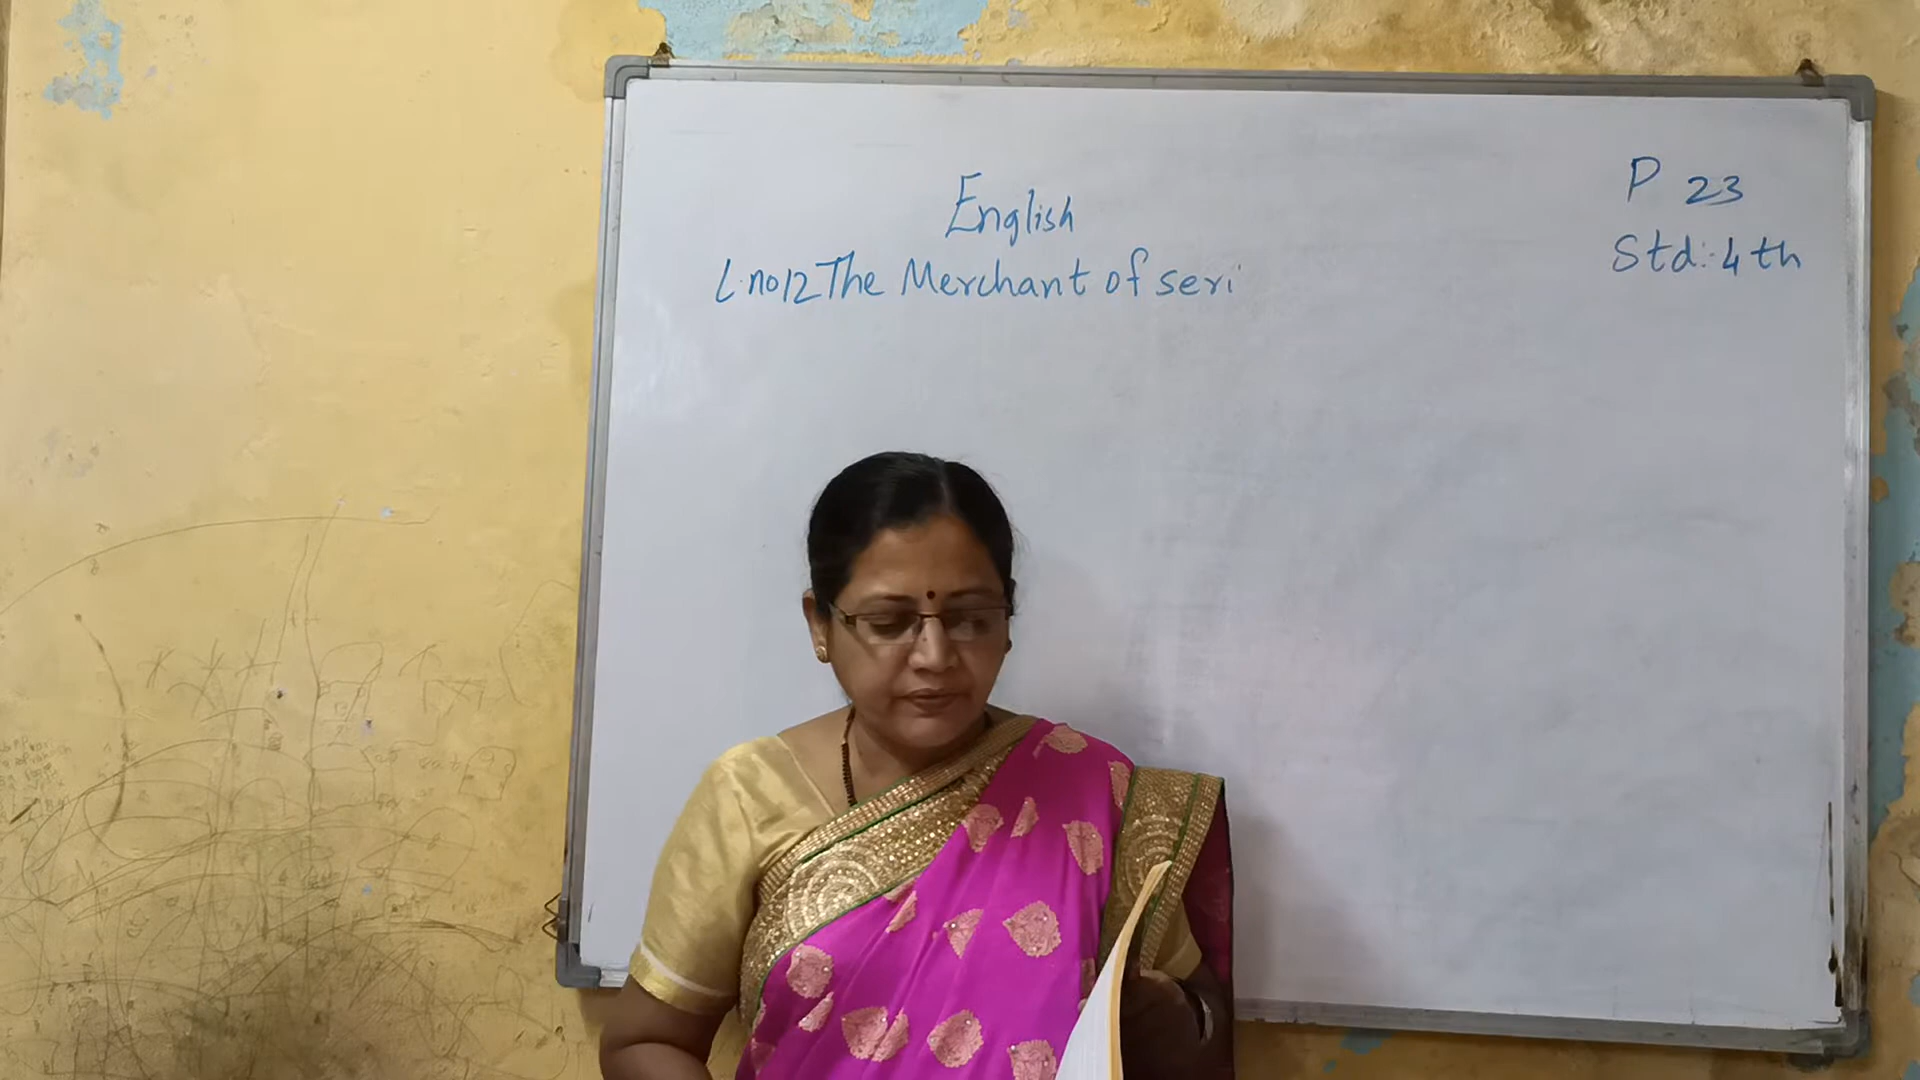 English
L.no12 The Merchant of seri
P 23
Std:- 4th